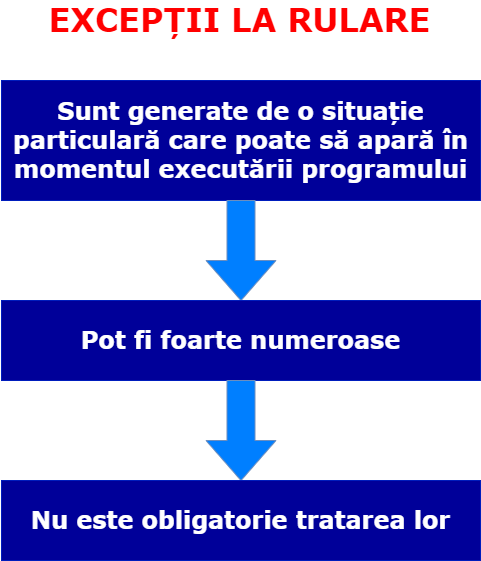 EXCEPȚII LA RULARE
Sunt generate de o situație
particulară care poate să apară în
momentul executării programului
Pot fi foarte numeroase
Nu este obligatorie tratarea lor